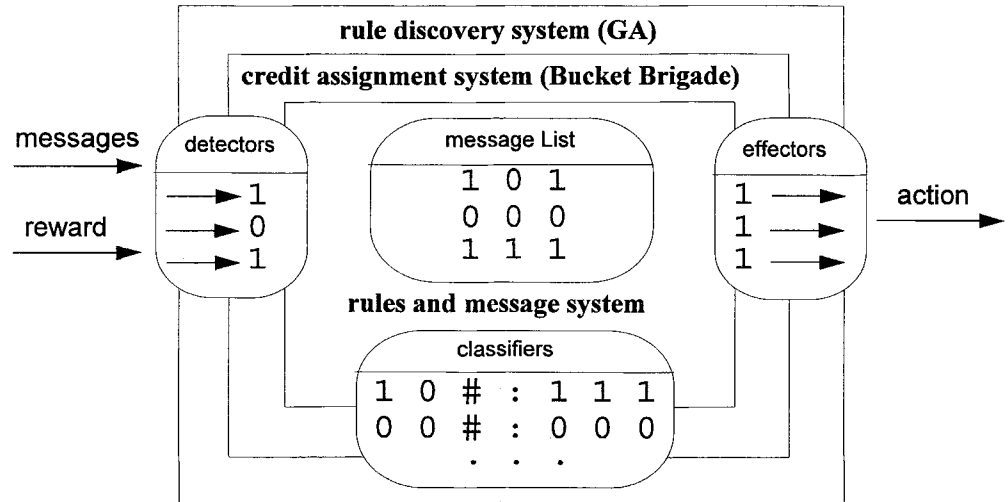 rule discovery system (GA)
credit assignment system (Bucket Brigade)
messages
reward
detectors
1
0
1
message List
1 0 1
0 0 0
1 1 1
effectors
1
1
1
action
rules and message system
classifiers
1 0 # : 1 1 1
0 0 # : 0 0 0
. . .